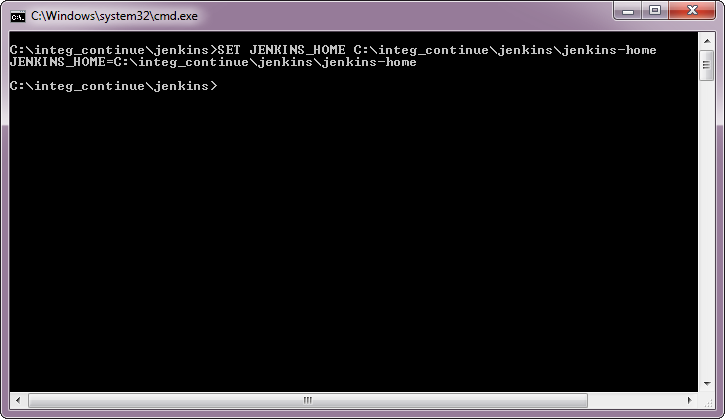 C:\Windows\system32\cmd.exe
C:\integ_continue\jenkins>SET JENKINS_HOME C:\integ_continue\jenkins\jenkins-home
JENKINS_HOME=C:\integ_continue\jenkins\jenkins-home
C:\integ_continue\jenkins>